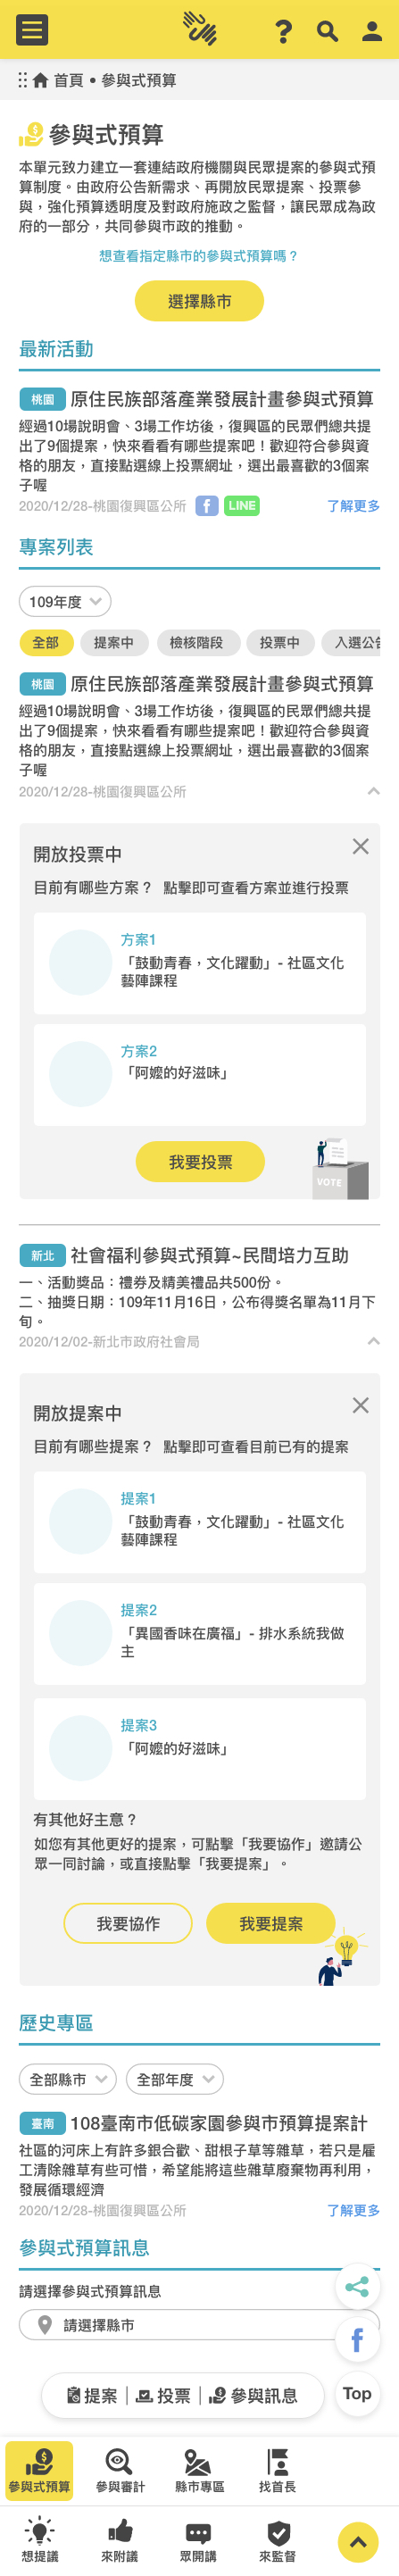 首頁 • 參與式預算
參與式預算
本單元致力建立一套連結政府機關與民眾提案的參與式預
算制度。由政府公告新需求、再開放民眾提案、投票參
與，強化預算透明度及對政府施政之監督，讓民眾成為政
府的一部分，共同參與市政的推動。
想查看指定縣市的參與式預算嗎？
選擇縣市
最新活動
桃園 原住民族部落產業發展計畫參與式預算
經過10場說明會、3場工作坊後，復興區的民眾們總共提
出了9個提案，快來看看有哪些提案吧！歡迎符合參與資
格的朋友，直接點選線上投票網址，選出最喜歡的3個案
子喔
2020/12/28-桃園復興區公所 f LINE 了解更多
專案列表
109年度
全部 提案中 檢核階段 投票中 入選公告
桃園 原住民族部落產業發展計畫參與式預算
經過10場說明會、3場工作坊後，復興區的民眾們總共提
出了9個提案，快來看看有哪些提案吧！歡迎符合參與資
格的朋友，直接點選線上投票網址，選出最喜歡的3個案
子喔
2020/12/28-桃園復興區公所
開放投票中
目前有哪些方案？ 點擊即可查看方案並進行投票
方案1
「鼓動青春，文化躍動」- 社區文化
藝陣課程
方案2
「阿嬤的好滋味」
我要投票
VOTE
新北 社會福利參與式預算~民間培力互助
一、活動獎品：禮券及精美禮品共500份。
二、抽獎日期：109年11月16日，公布得獎名單為11月下
旬。
2020/12/02-新北市政府社會局
開放提案中
目前有哪些提案？ 點擊即可查看目前已有的提案
提案1
「鼓動青春，文化躍動」- 社區文化
藝陣課程
提案2
「異國香味在廣福」- 排水系統我做
主
提案3
「阿嬤的好滋味」
有其他好主意？
如您有其他更好的提案，可點擊「我要協作」邀請公
眾一同討論，或直接點擊「我要提案」。
我要協作 我要提案
歷史專區
全部縣市 全部年度
臺南 108臺南市低碳家園參與市預算提案計
社區的河床上有許多銀合歡、甜根子草等雜草，若只是雇
工清除雜草有些可惜，希望能將這些雜草廢棄物再利用，
發展循環經濟
2020/12/28-桃園復興區公所 了解更多
參與式預算訊息
請選擇參與式預算訊息
請選擇縣市
f
提案 | 投票 | 參與訊息
Top
參與式預算 參與審計 縣市專區 找首長
想提議 來附議 眾開講 來監督